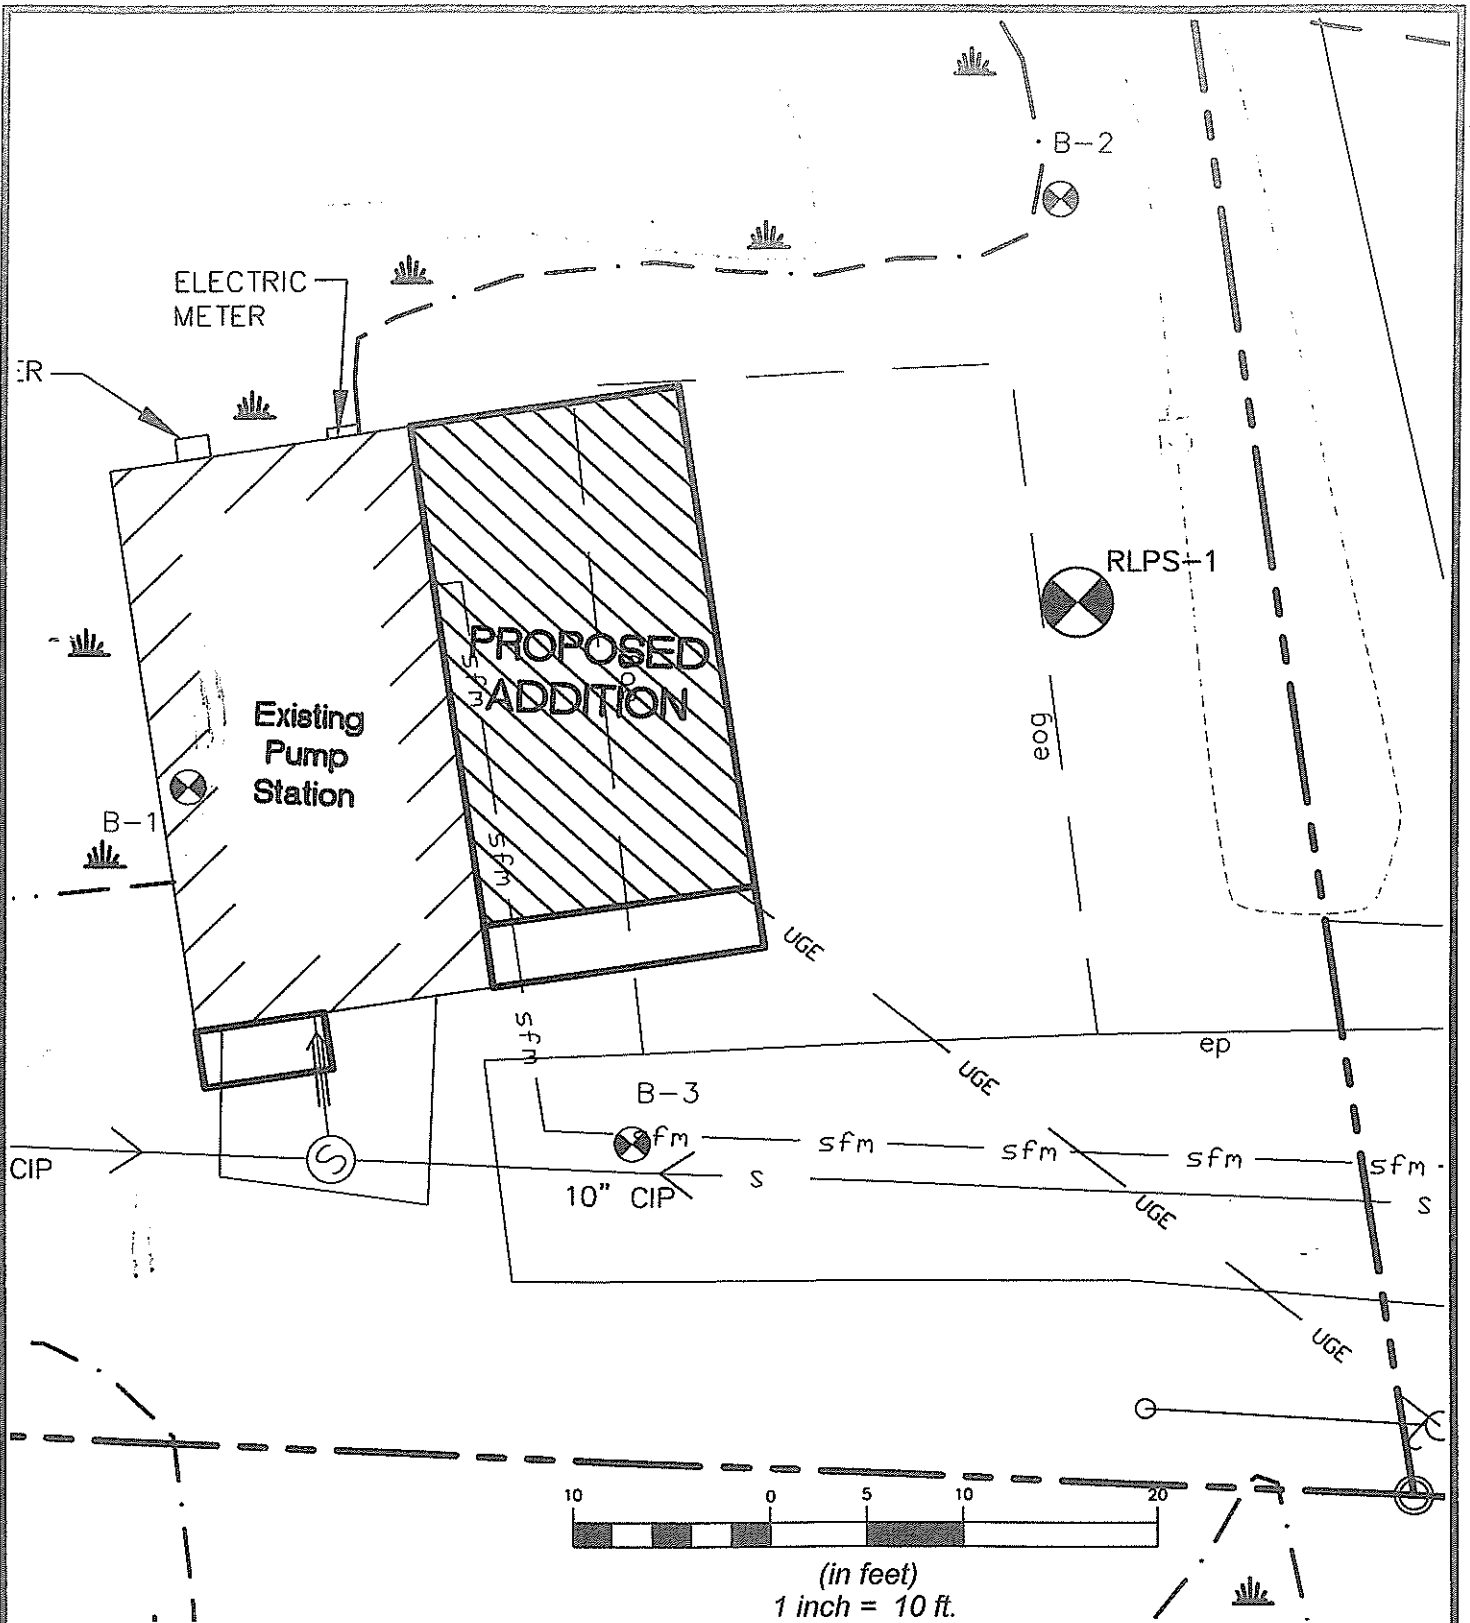 B-2
ELECTRIC
METER
ER
RLPS-1
PROPOSED
ADDITION
sfm
eog
eog
Existing
Pump
Station
B-1
sfm
UGE
sfm
ep
UGE
B-3
sfm
sfm
sfm
sfm
sfm
CIP
S
10" CIP
s
s
UGE
UGE
10 0 5 10 20
(in feet)
1 inch = 10 ft.